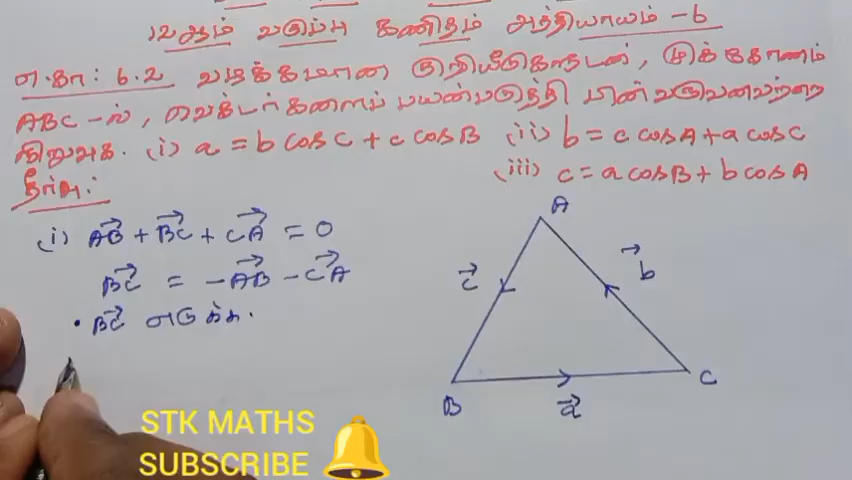 12ஆம் வகுப்பு கணிதம் அத்தியாயம் -6
எ.கா: 6.2 வழக்கமான குறியீடுகளுடன், முக்கோணம்
ABC-ல், வெக்டர்களைப் பயன்படுத்தி பின்வருவனவற்றை
நிறுவுக. (i) a = b cos C + c cos B (ii) b = c cos A + a cos C
தீர்வு: (iii) c = a cos B + b cos A
(i) AB⃗ + BC⃗ + CA⃗ = 0
BC⃗ = -AB⃗ - CA⃗
• BC⃗ எடுக்க.
A
c⃗ b⃗
B a⃗ C
STK MATHS
SUBSCRIBE